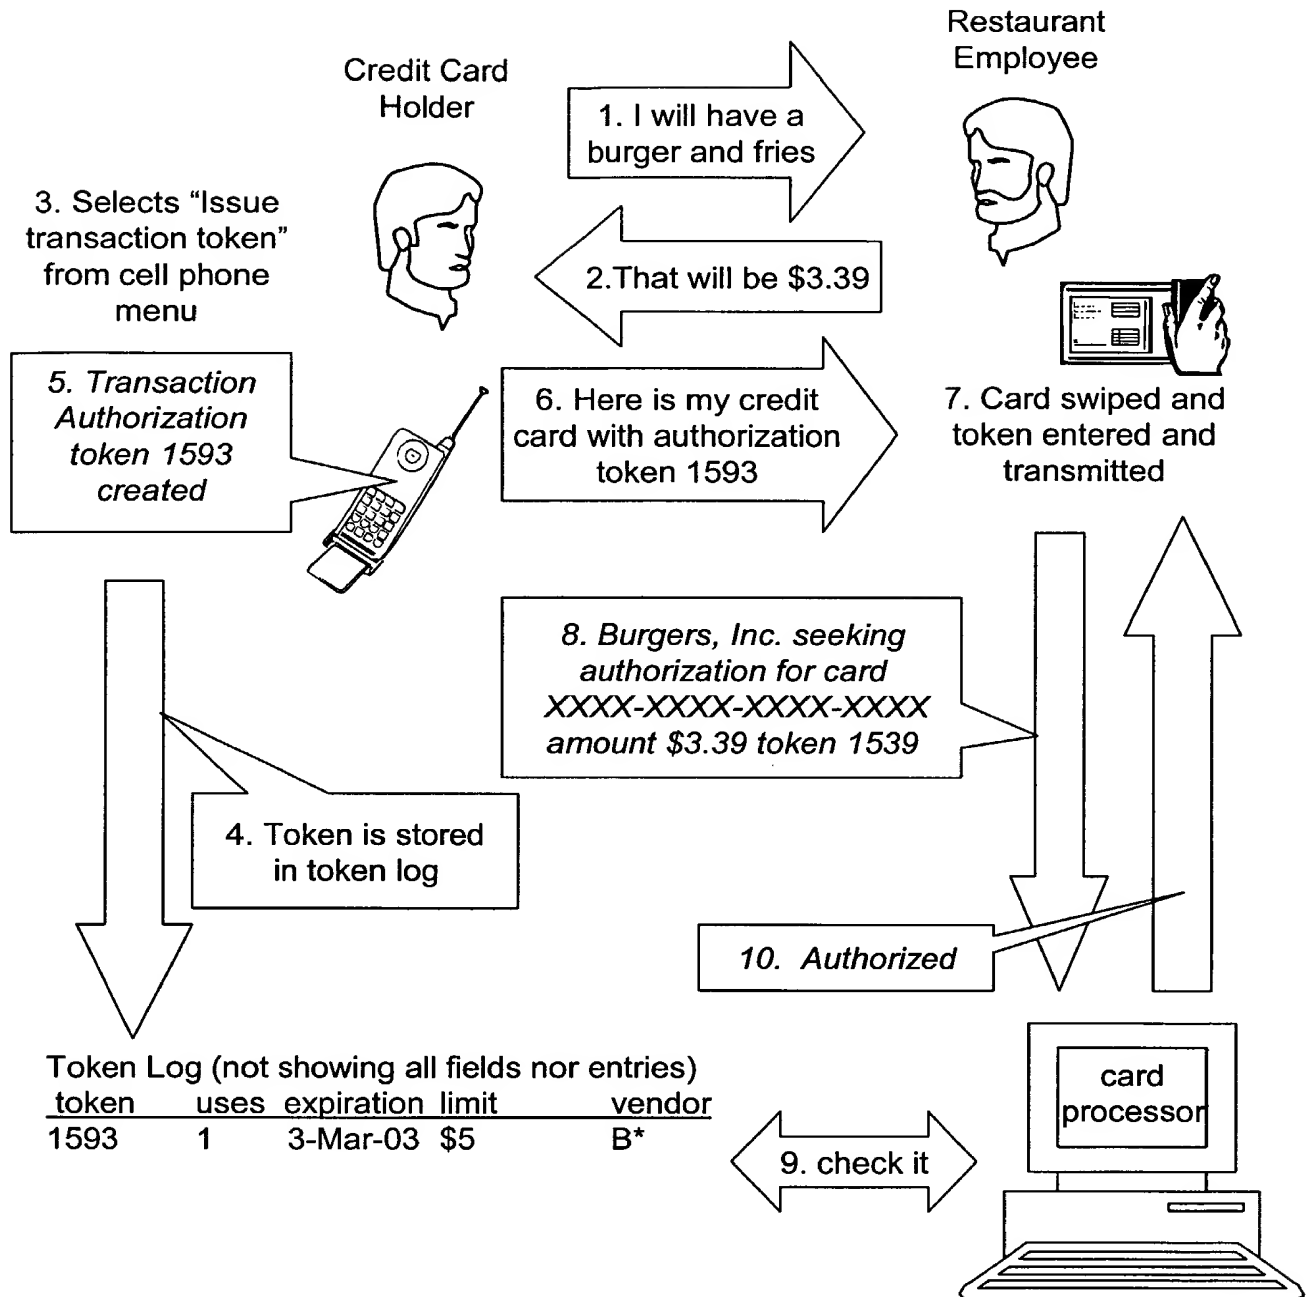 Restaurant
Employee
Credit Card
Holder
1. I will have a
burger and fries
3. Selects “Issue
transaction token”
from cell phone
menu
2.That will be $3.39
5. Transaction
Authorization
token 1593
created
6. Here is my credit
card with authorization
token 1593
7. Card swiped and
token entered and
transmitted
8. Burgers, Inc. seeking
authorization for card
XXXX-XXXX-XXXX-XXXX
amount $3.39 token 1539
4. Token is stored
in token log
10. Authorized
Token Log (not showing all fields nor entries)
token uses expiration limit vendor
1593 1 3-Mar-03 $5 B*
9. check it
card
processor